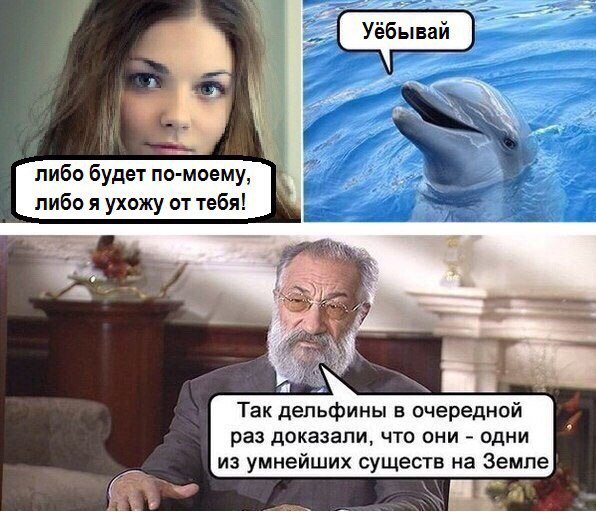 Уёбывай
либо будет по-моему,
либо я ухожу от тебя!
Так дельфины в очередной
раз доказали, что они - одни
из умнейших существ на Земле